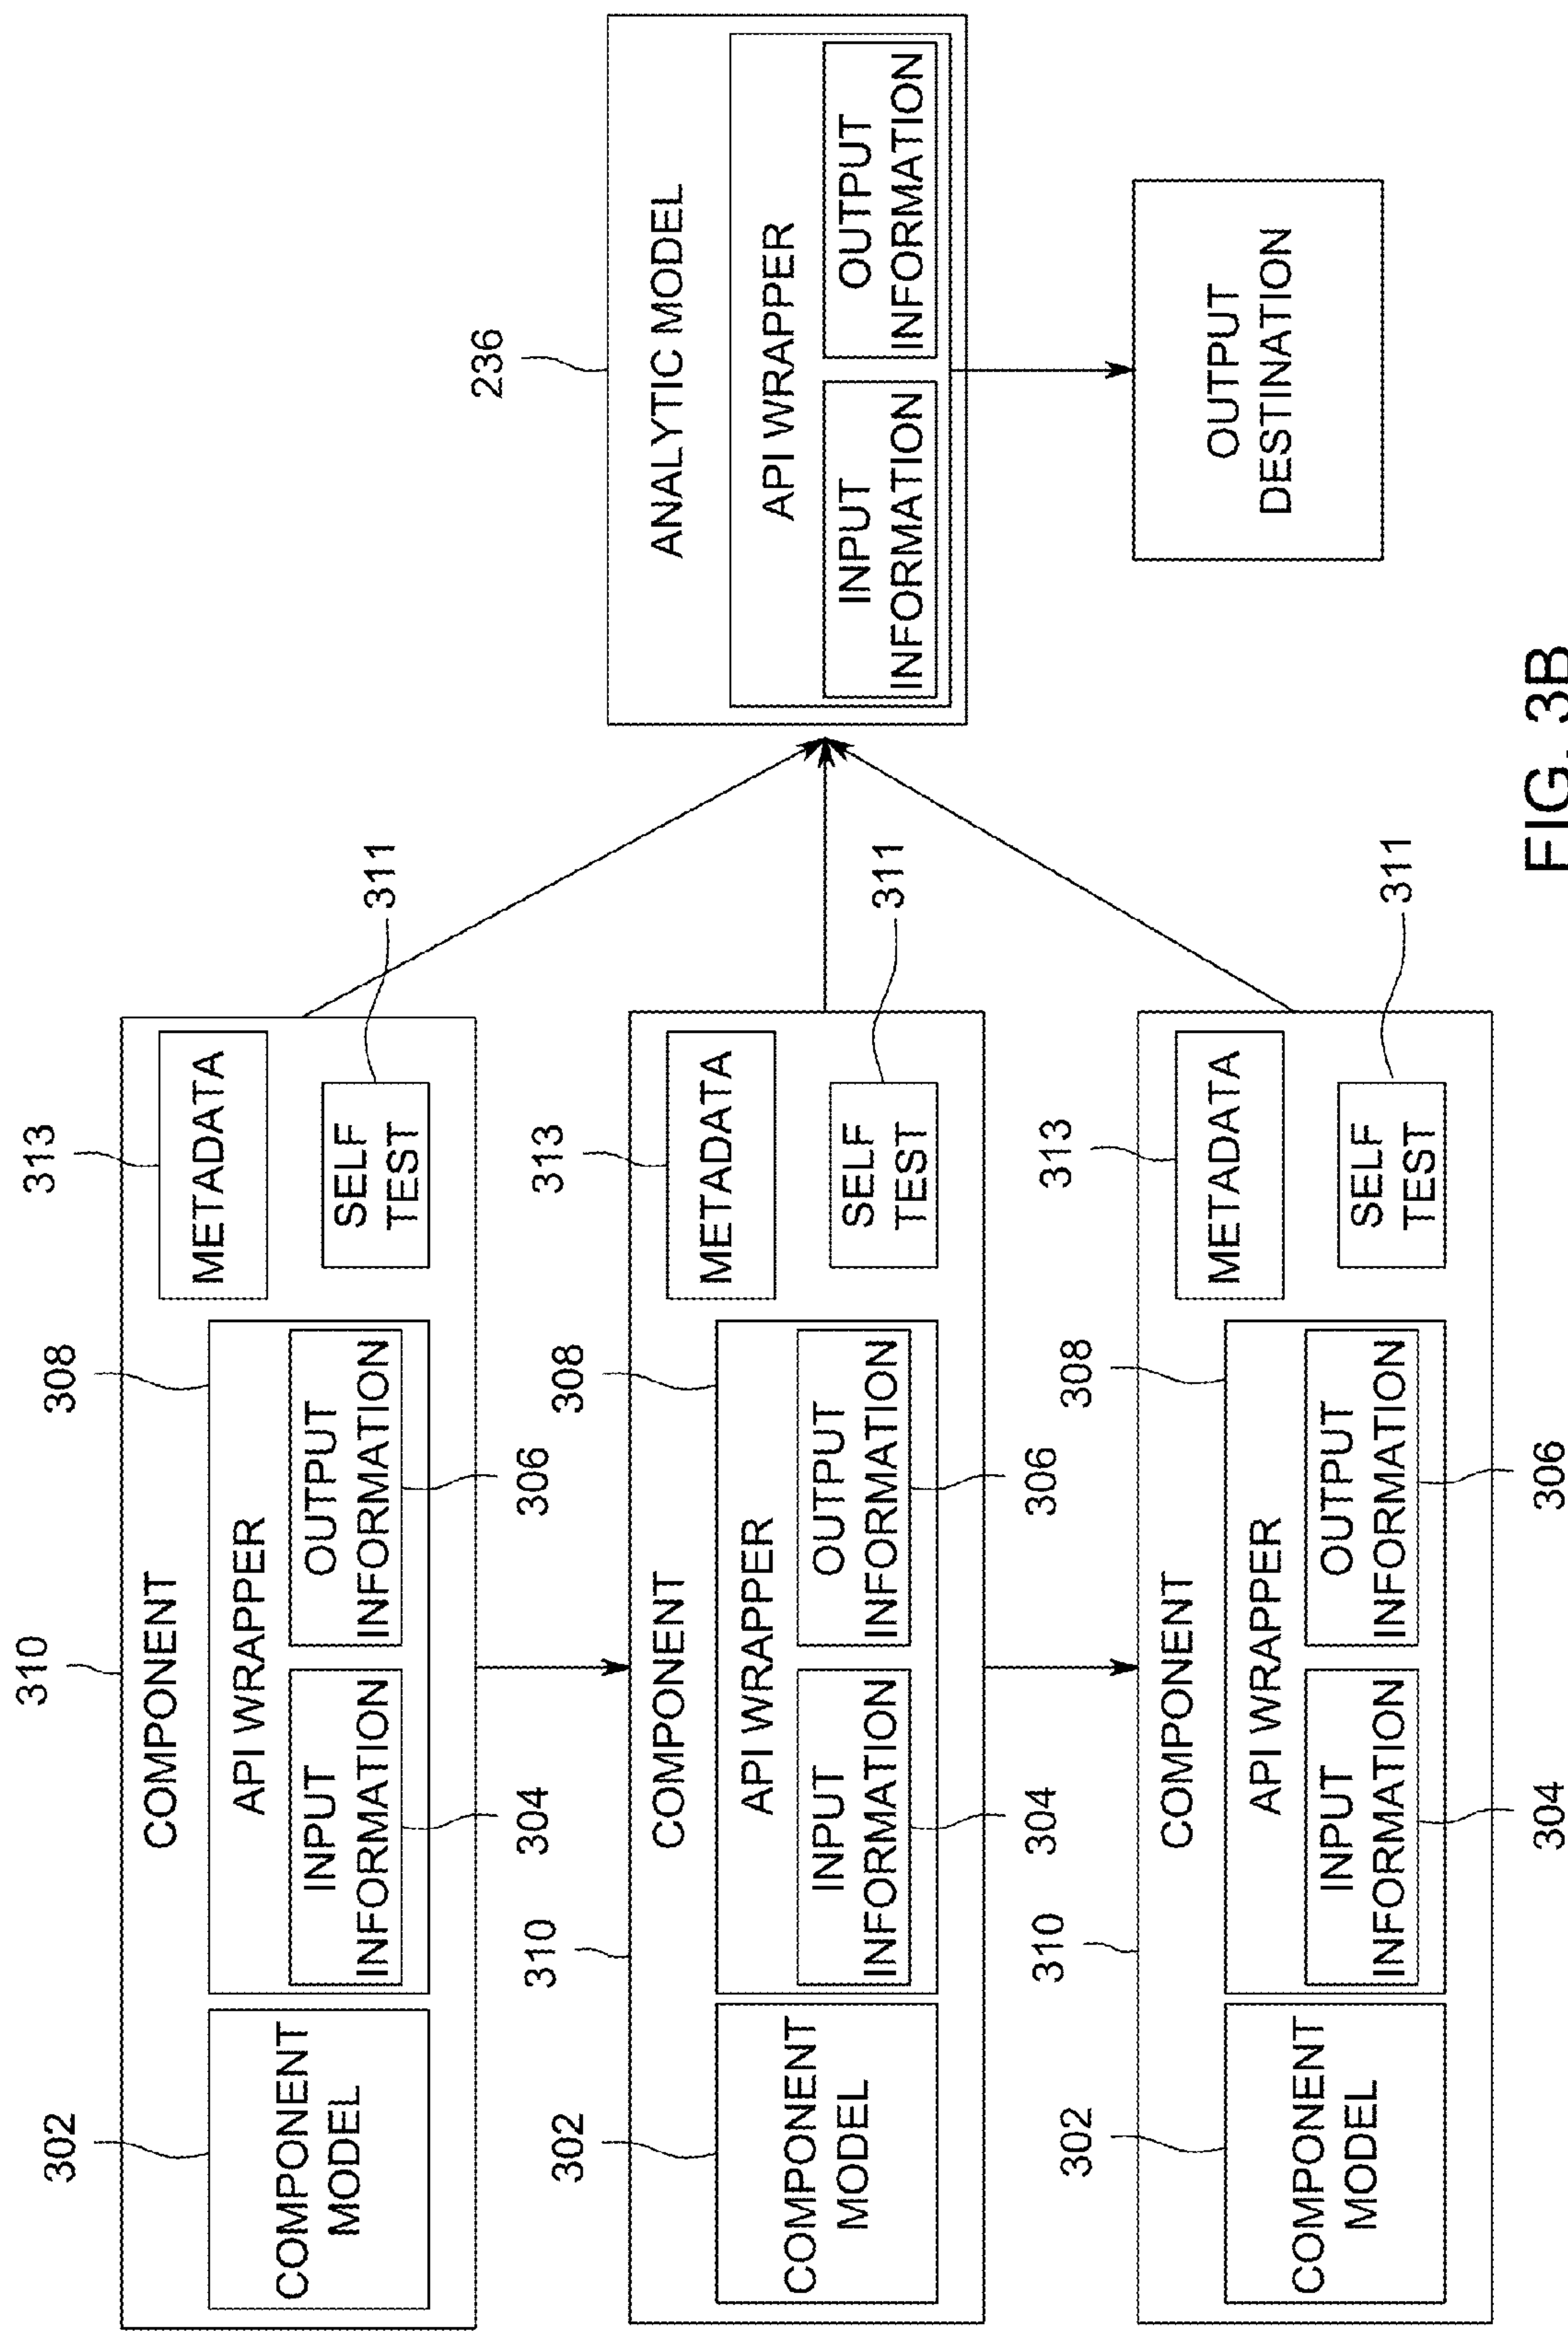 310
COMPONENT
302
COMPONENT
MODEL
308
API WRAPPER
INPUT
INFORMATION
304
OUTPUT
INFORMATION
306
313
METADATA
SELF
TEST
311
310
COMPONENT
302
COMPONENT
MODEL
308
API WRAPPER
INPUT
INFORMATION
304
OUTPUT
INFORMATION
306
313
METADATA
SELF
TEST
311
310
COMPONENT
302
COMPONENT
MODEL
308
API WRAPPER
INPUT
INFORMATION
304
OUTPUT
INFORMATION
306
313
METADATA
SELF
TEST
311
236
ANALYTIC MODEL
API WRAPPER
INPUT
INFORMATION
OUTPUT
INFORMATION
OUTPUT
DESTINATION
FIG. 3B